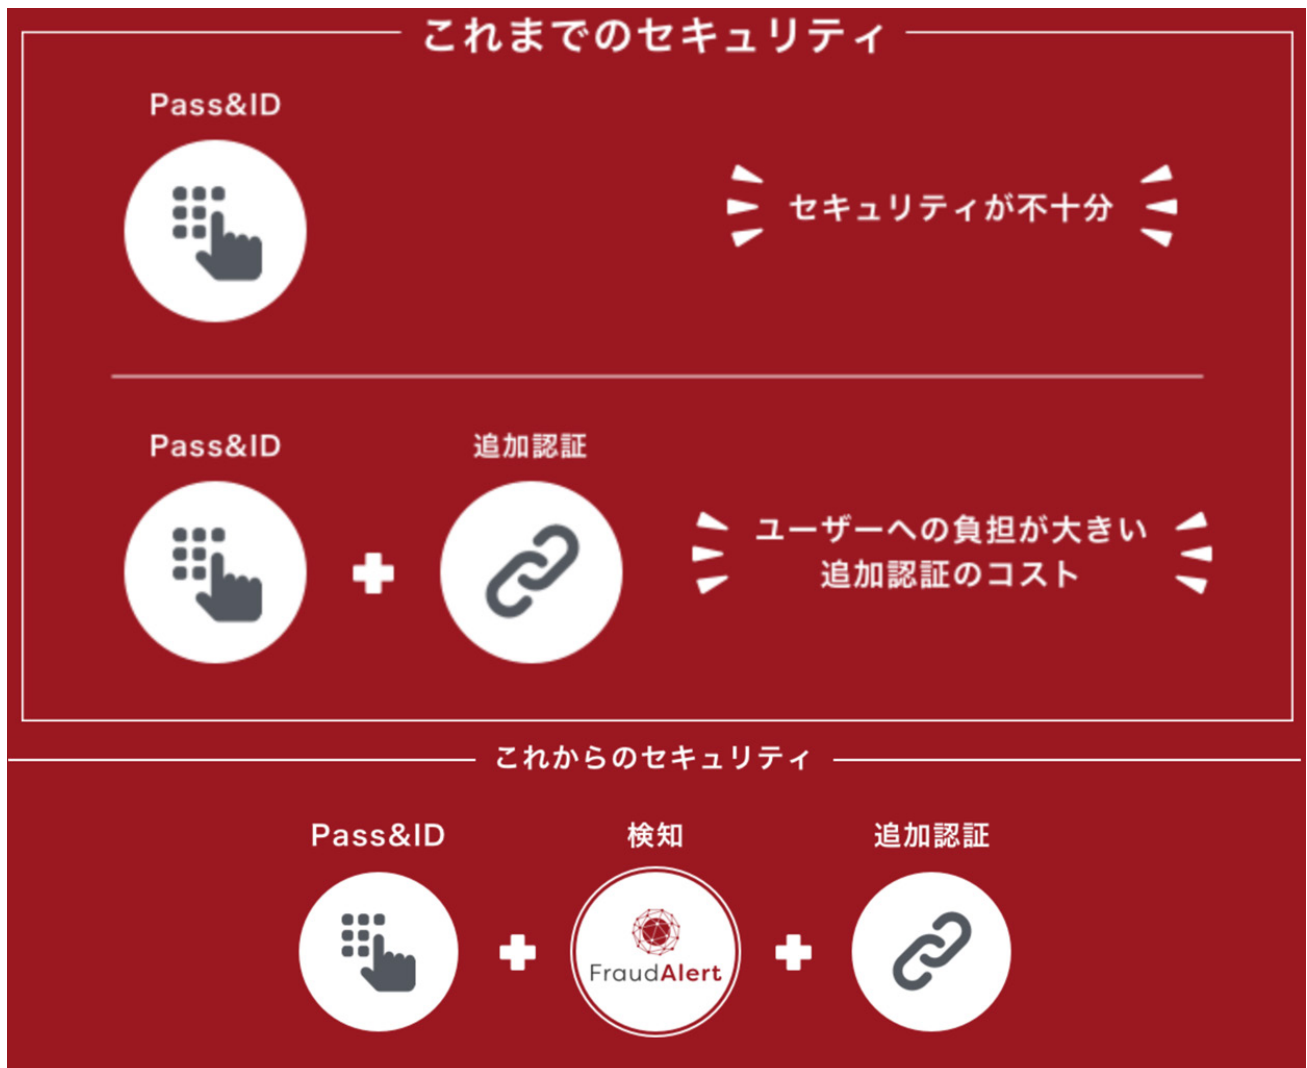 これまでのセキュリティ
Pass&ID
セキュリティが不十分
Pass&ID
追加認証
ユーザーへの負担が大きい
追加認証のコスト
これからのセキュリティ
Pass&ID
検知
追加認証
FraudAlert